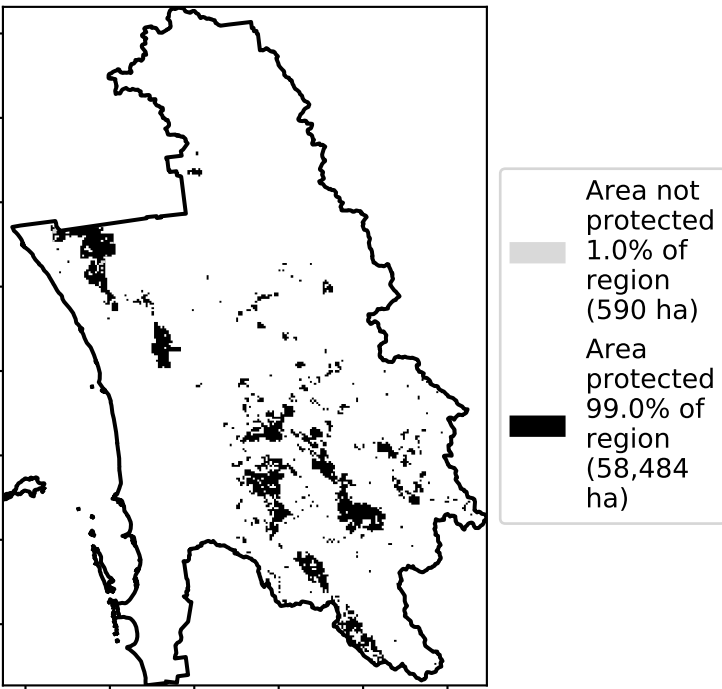 Area not
protected
1.0% of
region
(590 ha)
Area
protected
99.0% of
region
(58,484
ha)